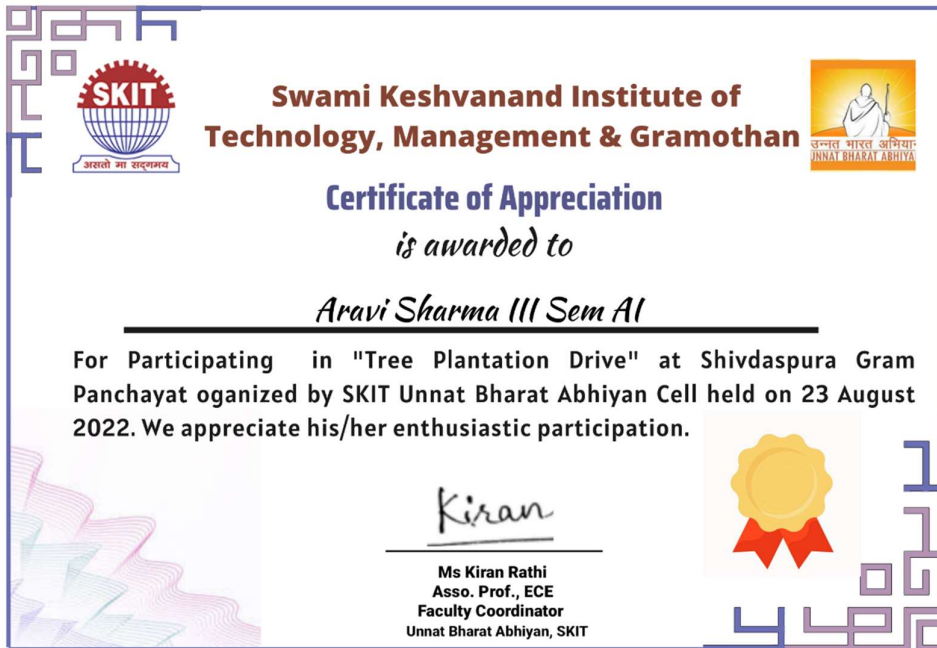 SKIT
असतो मा सद्गमय
Swami Keshvanand Institute of
Technology, Management & Gramothan
उन्नत भारत अभियान
UNNAT BHARAT ABHIYA
Certificate of Appreciation
is awarded to
Aravi Sharma III Sem AI
For Participating in "Tree Plantation Drive" at Shivdaspura Gram
Panchayat oganized by SKIT Unnat Bharat Abhiyan Cell held on 23 August
2022. We appreciate his/her enthusiastic participation.
Kiran
Ms Kiran Rathi
Asso. Prof., ECE
Faculty Coordinator
Unnat Bharat Abhiyan, SKIT